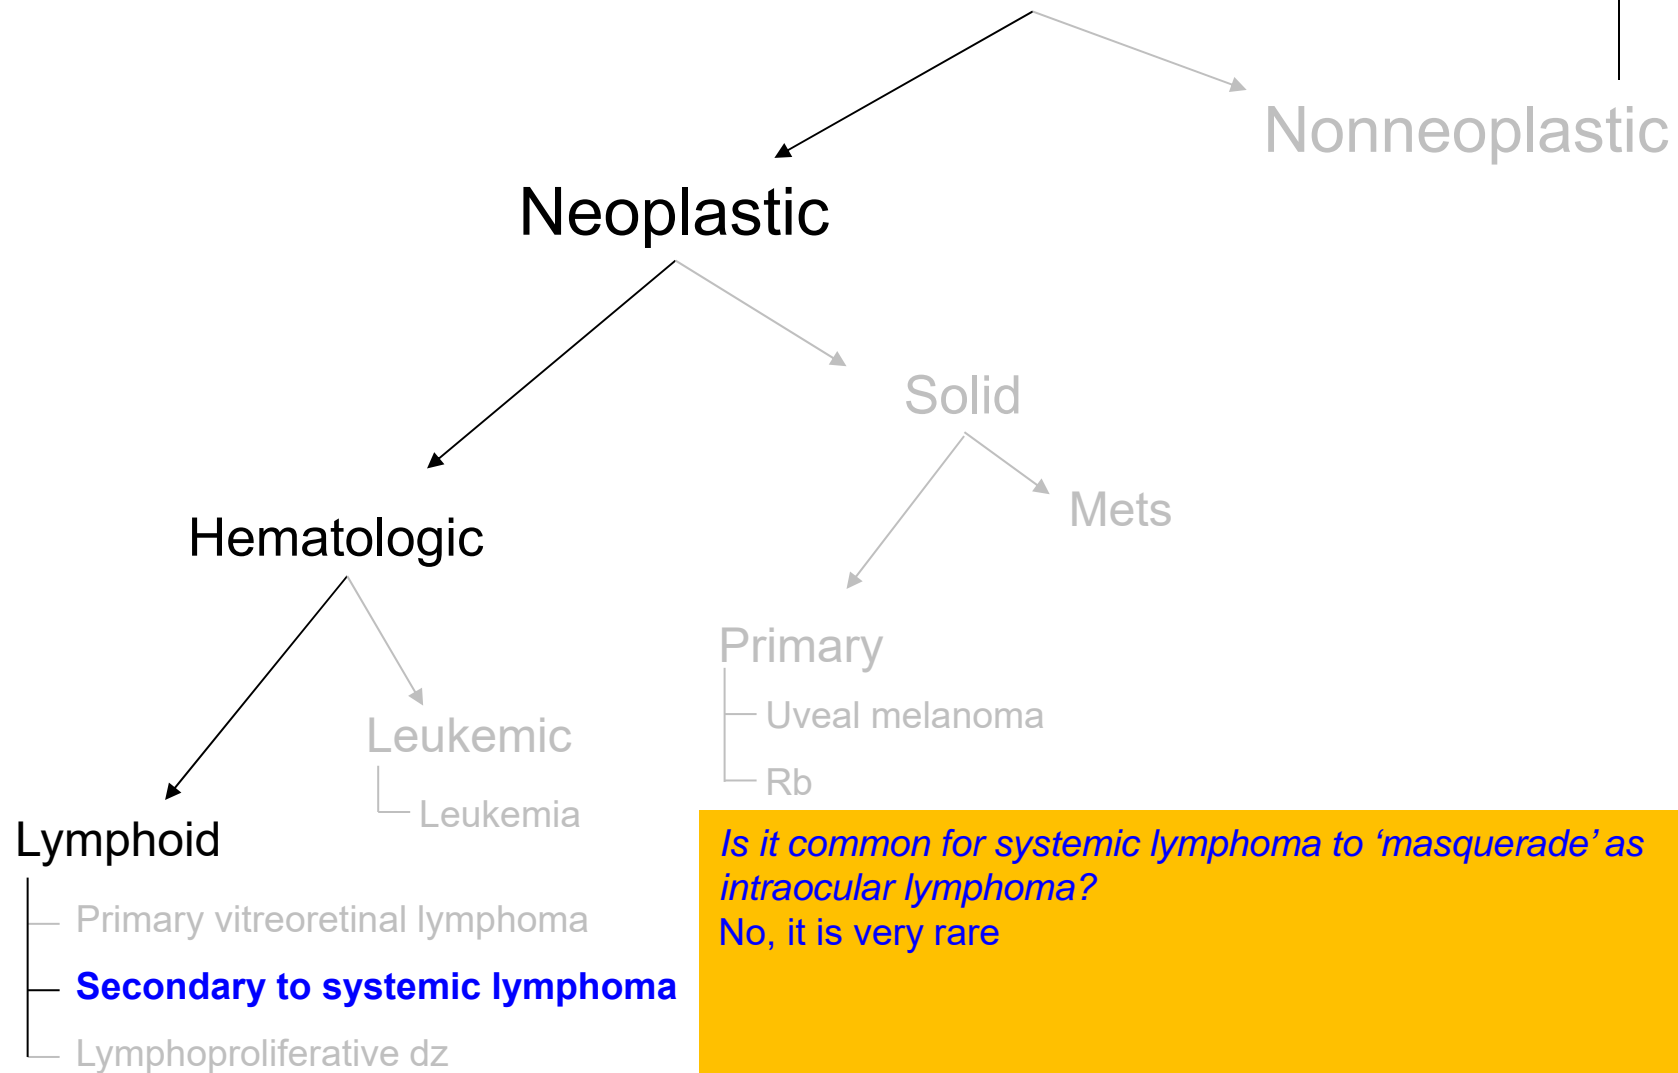 Nonneoplastic
Neoplastic
Solid
Mets
Hematologic
Primary
Uveal melanoma
Rb
Leukemic
Leukemia
Lymphoid
Primary vitreoretinal lymphoma
Secondary to systemic lymphoma
Lymphoproliferative dz
Is it common for systemic lymphoma to ‘masquerade’ as
intraocular lymphoma?
No, it is very rare